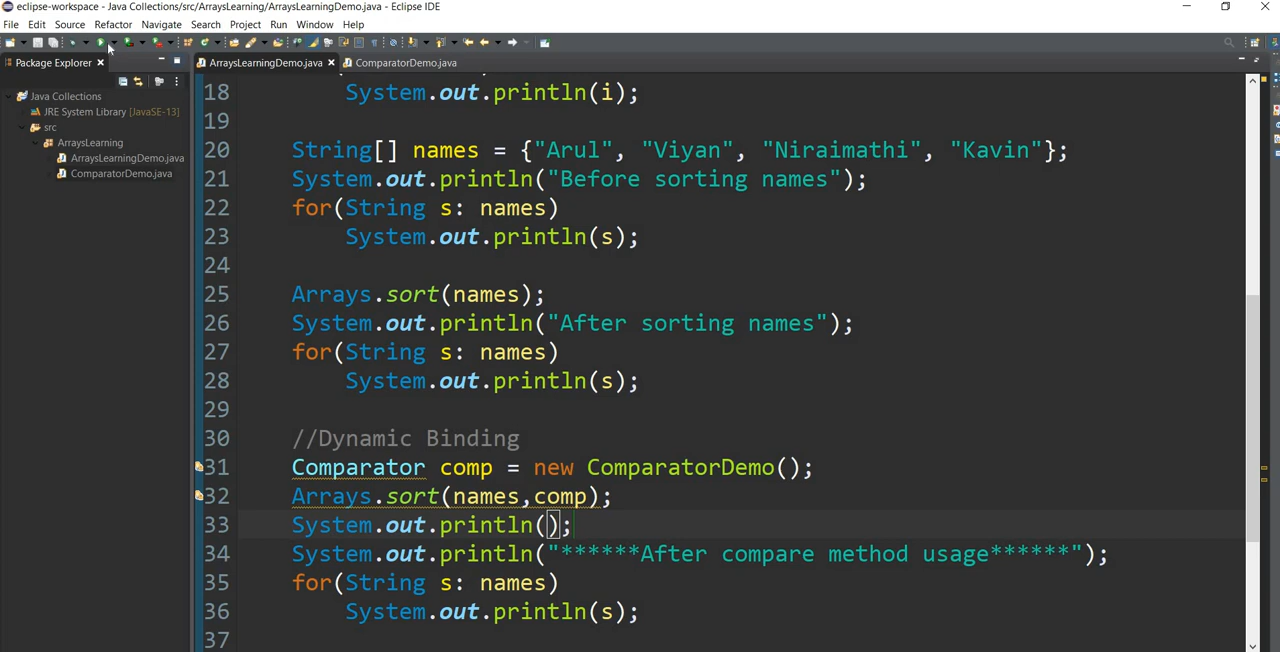 eclipse-workspace - Java Collections/src/ArraysLearning/ArraysLearningDemo.java - Eclipse IDE
File Edit Source Refactor Navigate Search Project Run Window Help
Package Explorer
Java Collections
JRE System Library [JavaSE-13]
src
ArraysLearning
ArraysLearningDemo.java
ComparatorDemo.java
ArraysLearningDemo.java ComparatorDemo.java
18 System.out.println(i);
19
20 String[] names = {"Arul", "Viyan", "Niraimathi", "Kavin"};
21 System.out.println("Before sorting names");
22 for(String s: names)
23 System.out.println(s);
24
25 Arrays.sort(names);
26 System.out.println("After sorting names");
27 for(String s: names)
28 System.out.println(s);
29
30 //Dynamic Binding
31 Comparator comp = new ComparatorDemo();
32 Arrays.sort(names,comp);
33 System.out.println();
34 System.out.println("******After compare method usage******");
35 for(String s: names)
36 System.out.println(s);
37